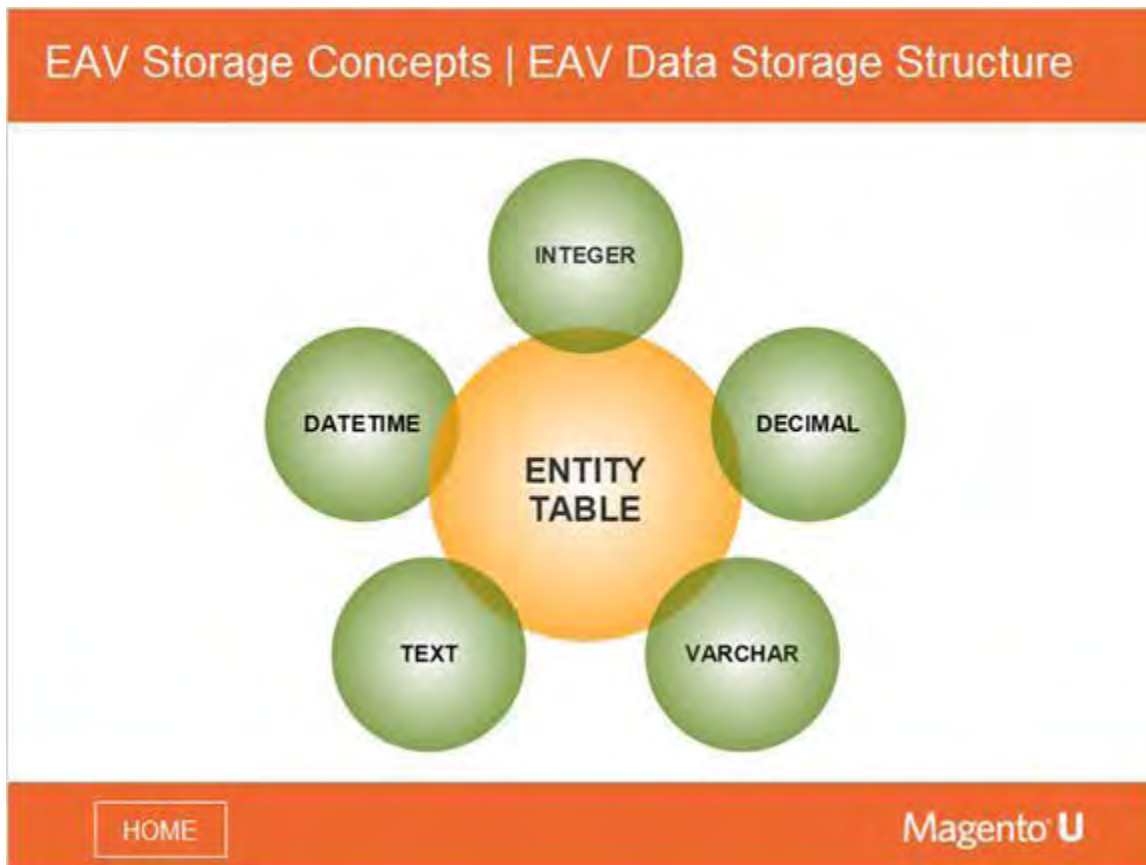 EAV Storage Concepts | EAV Data Storage Structure
INTEGER
DATETIME
DECIMAL
ENTITY
TABLE
TEXT
VARCHAR
HOME
Magento U